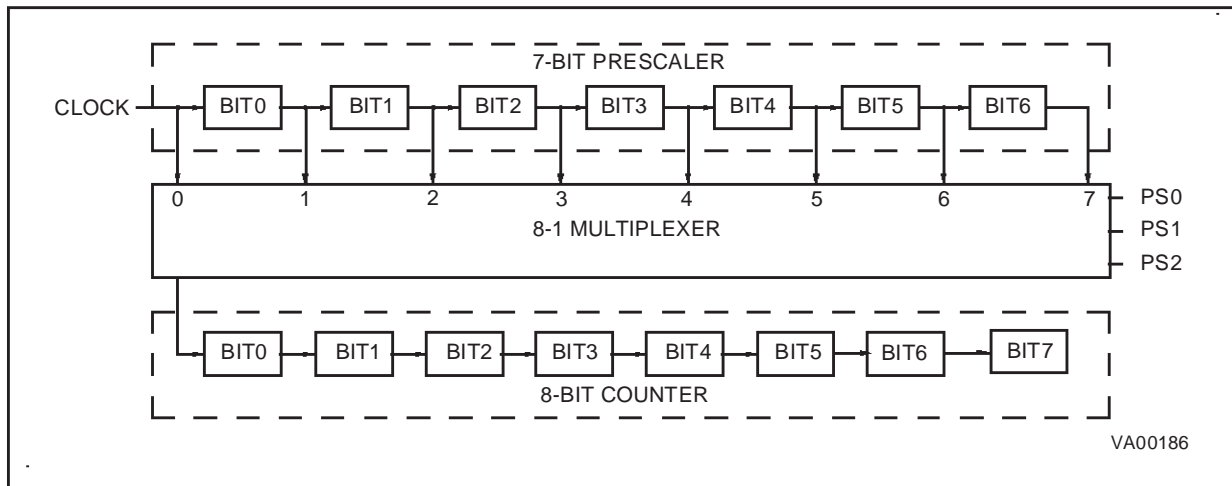 7-BIT PRESCALER
CLOCK BIT0 BIT1 BIT2 BIT3 BIT4 BIT5 BIT6
0 1 2 3 4 5 6 7 PS0
8-1 MULTIPLEXER PS1
PS2
BIT0 BIT1 BIT2 BIT3 BIT4 BIT5 BIT6 BIT7
8-BIT COUNTER
VA00186